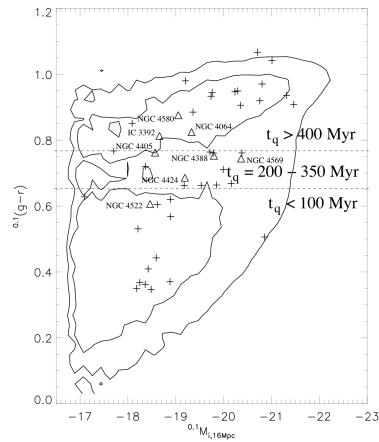 1.2
1.0
0.8
0.6
0.4
0.2
0.0
0.1(g-r)
NGC 4580
IC 3392
NGC 4064
NGC 4405
NGC 4388
NGC 4569
NGC 4424
NGC 4522
t_q > 400 Myr
t_q = 200 – 350 Myr
t_q < 100 Myr
-17 -18 -19 -20 -21 -22 -23
0.1M_i,16Mpc